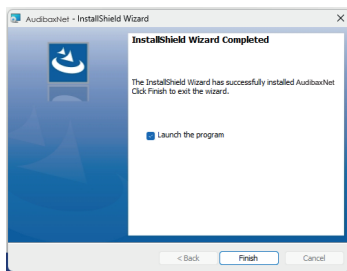 AudibaxNet - InstallShield Wizard
InstallShield Wizard Completed
The InstallShield Wizard has successfully installed AudibaxNet
Click Finish to exit the wizard.
Launch the program
< Back
Finish
Cancel